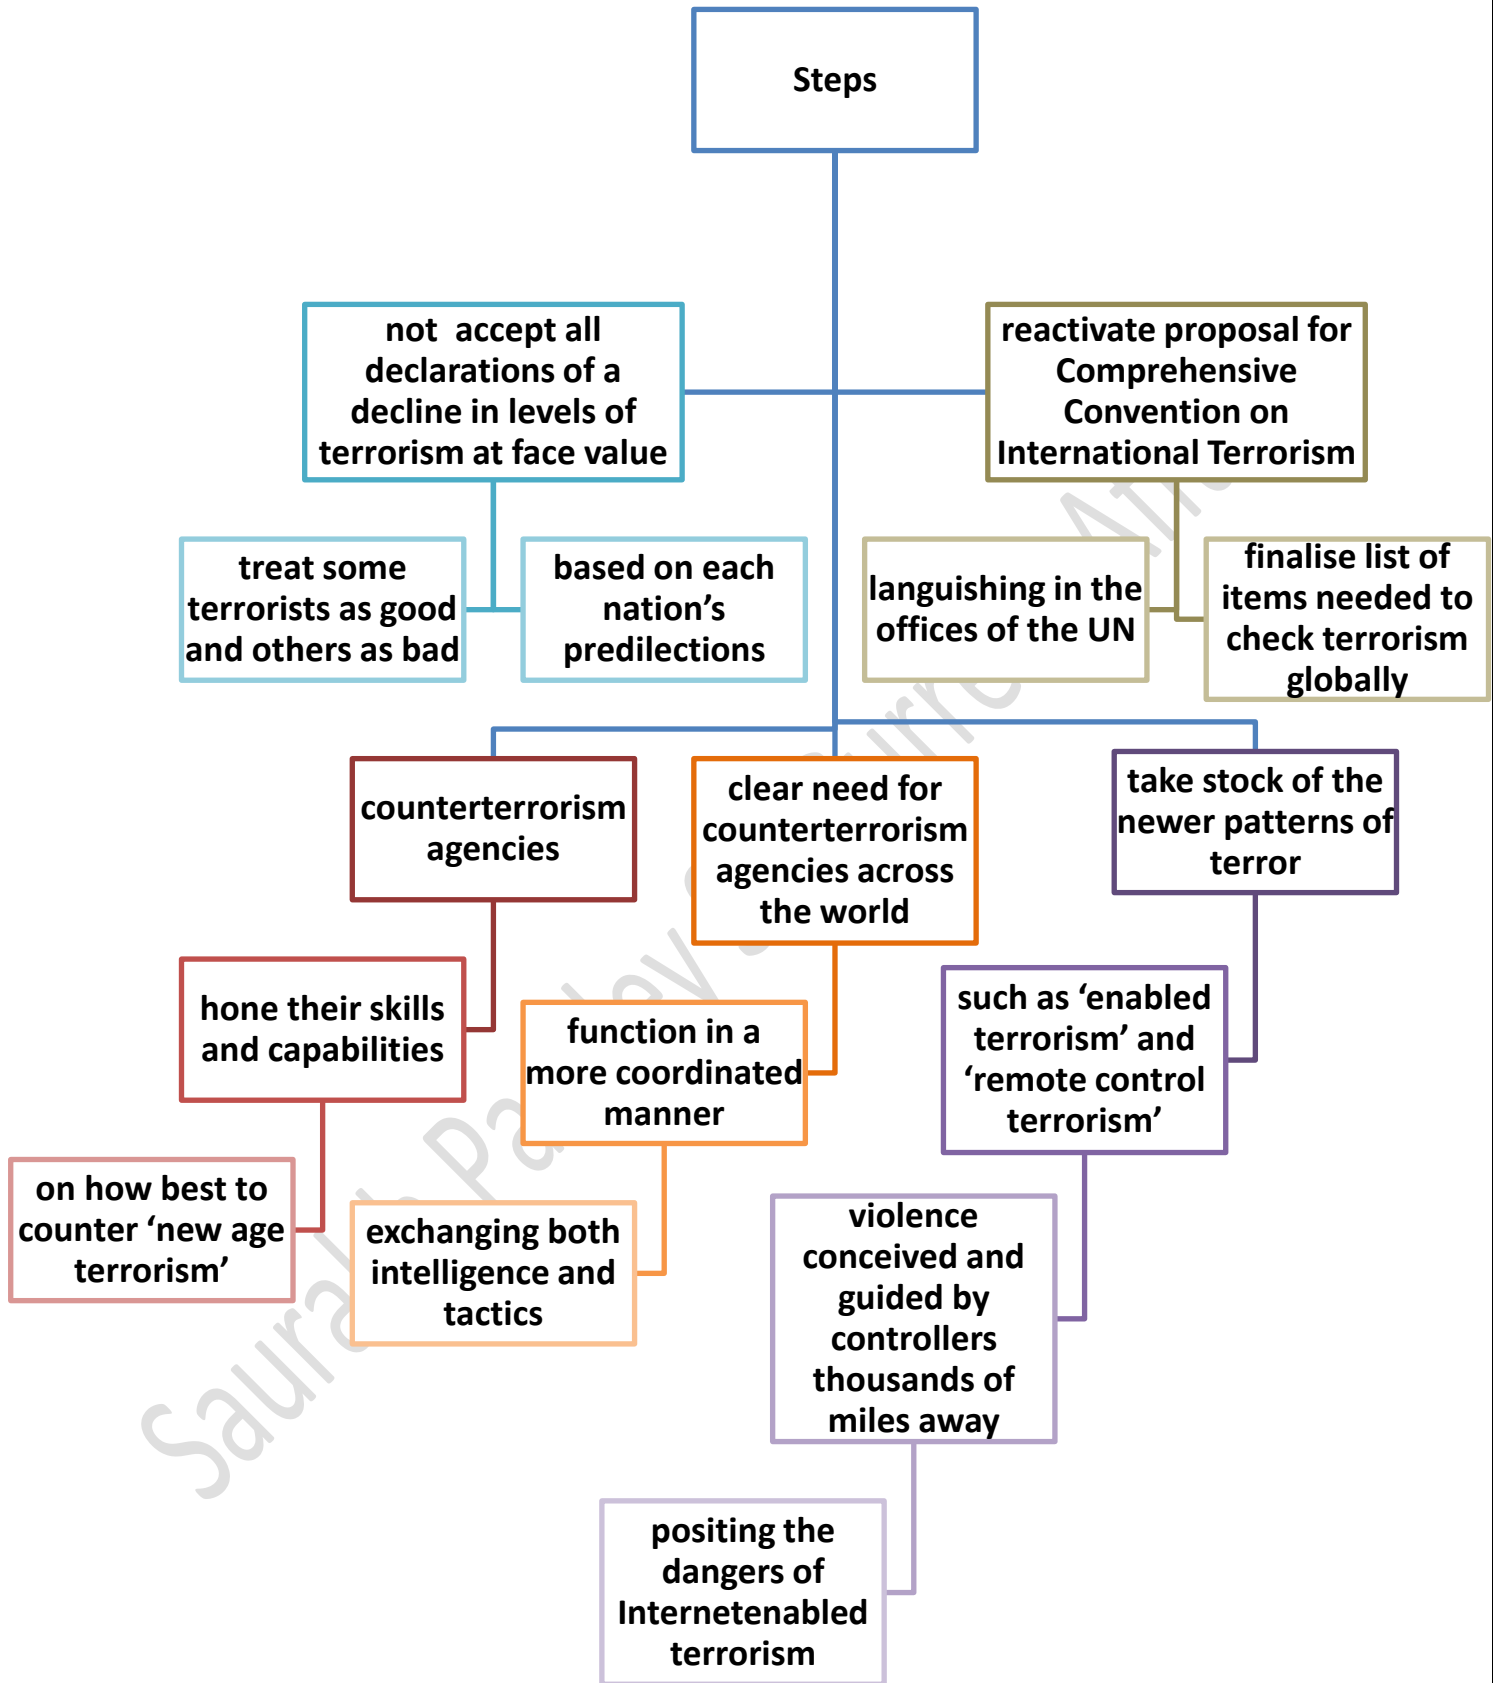 Steps
not accept all
declarations of a
decline in levels of
terrorism at face value
reactivate proposal for
Comprehensive
Convention on
International Terrorism
treat some
terrorists as good
and others as bad
based on each
nation’s
predilections
languishing in the
offices of the UN
finalise list of
items needed to
check terrorism
globally
counterterrorism
agencies
clear need for
counterterrorism
agencies across
the world
take stock of the
newer patterns of
terror
hone their skills
and capabilities
function in a
more coordinated
manner
such as ‘enabled
terrorism’ and
‘remote control
terrorism’
on how best to
counter ‘new age
terrorism’
exchanging both
intelligence and
tactics
violence
conceived and
guided by
controllers
thousands of
miles away
positing the
dangers of
Internetenabled
terrorism